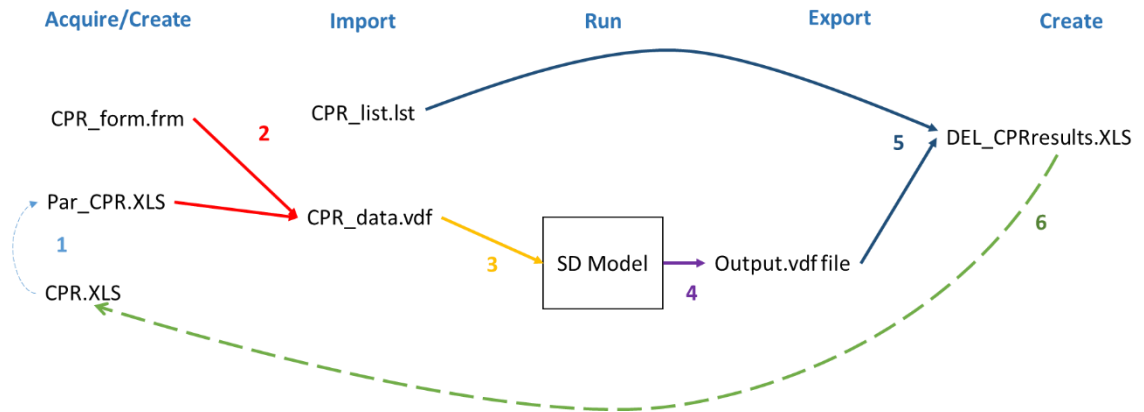 Acquire/Create
Import
Run
Export
Create
CPR_form.frm
2
CPR_list.lst
5
DEL_CPRresults.XLS
Par_CPR.XLS
CPR_data.vdf
1
3
SD Model
4
Output.vdf file
6
CPR.XLS